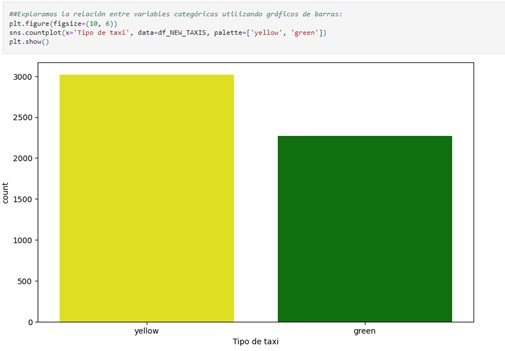 ##Exploramos la relación entre variables categóricas utilizando gráficos de barras:
plt.figure(figsize=(10, 6))
sns.countplot(x='Tipo de taxi', data=df_NEW_TAXIS, palette=['yellow', 'green'])
plt.show()
3000
2500
2000
1500
1000
500
0
count
yellow
green
Tipo de taxi